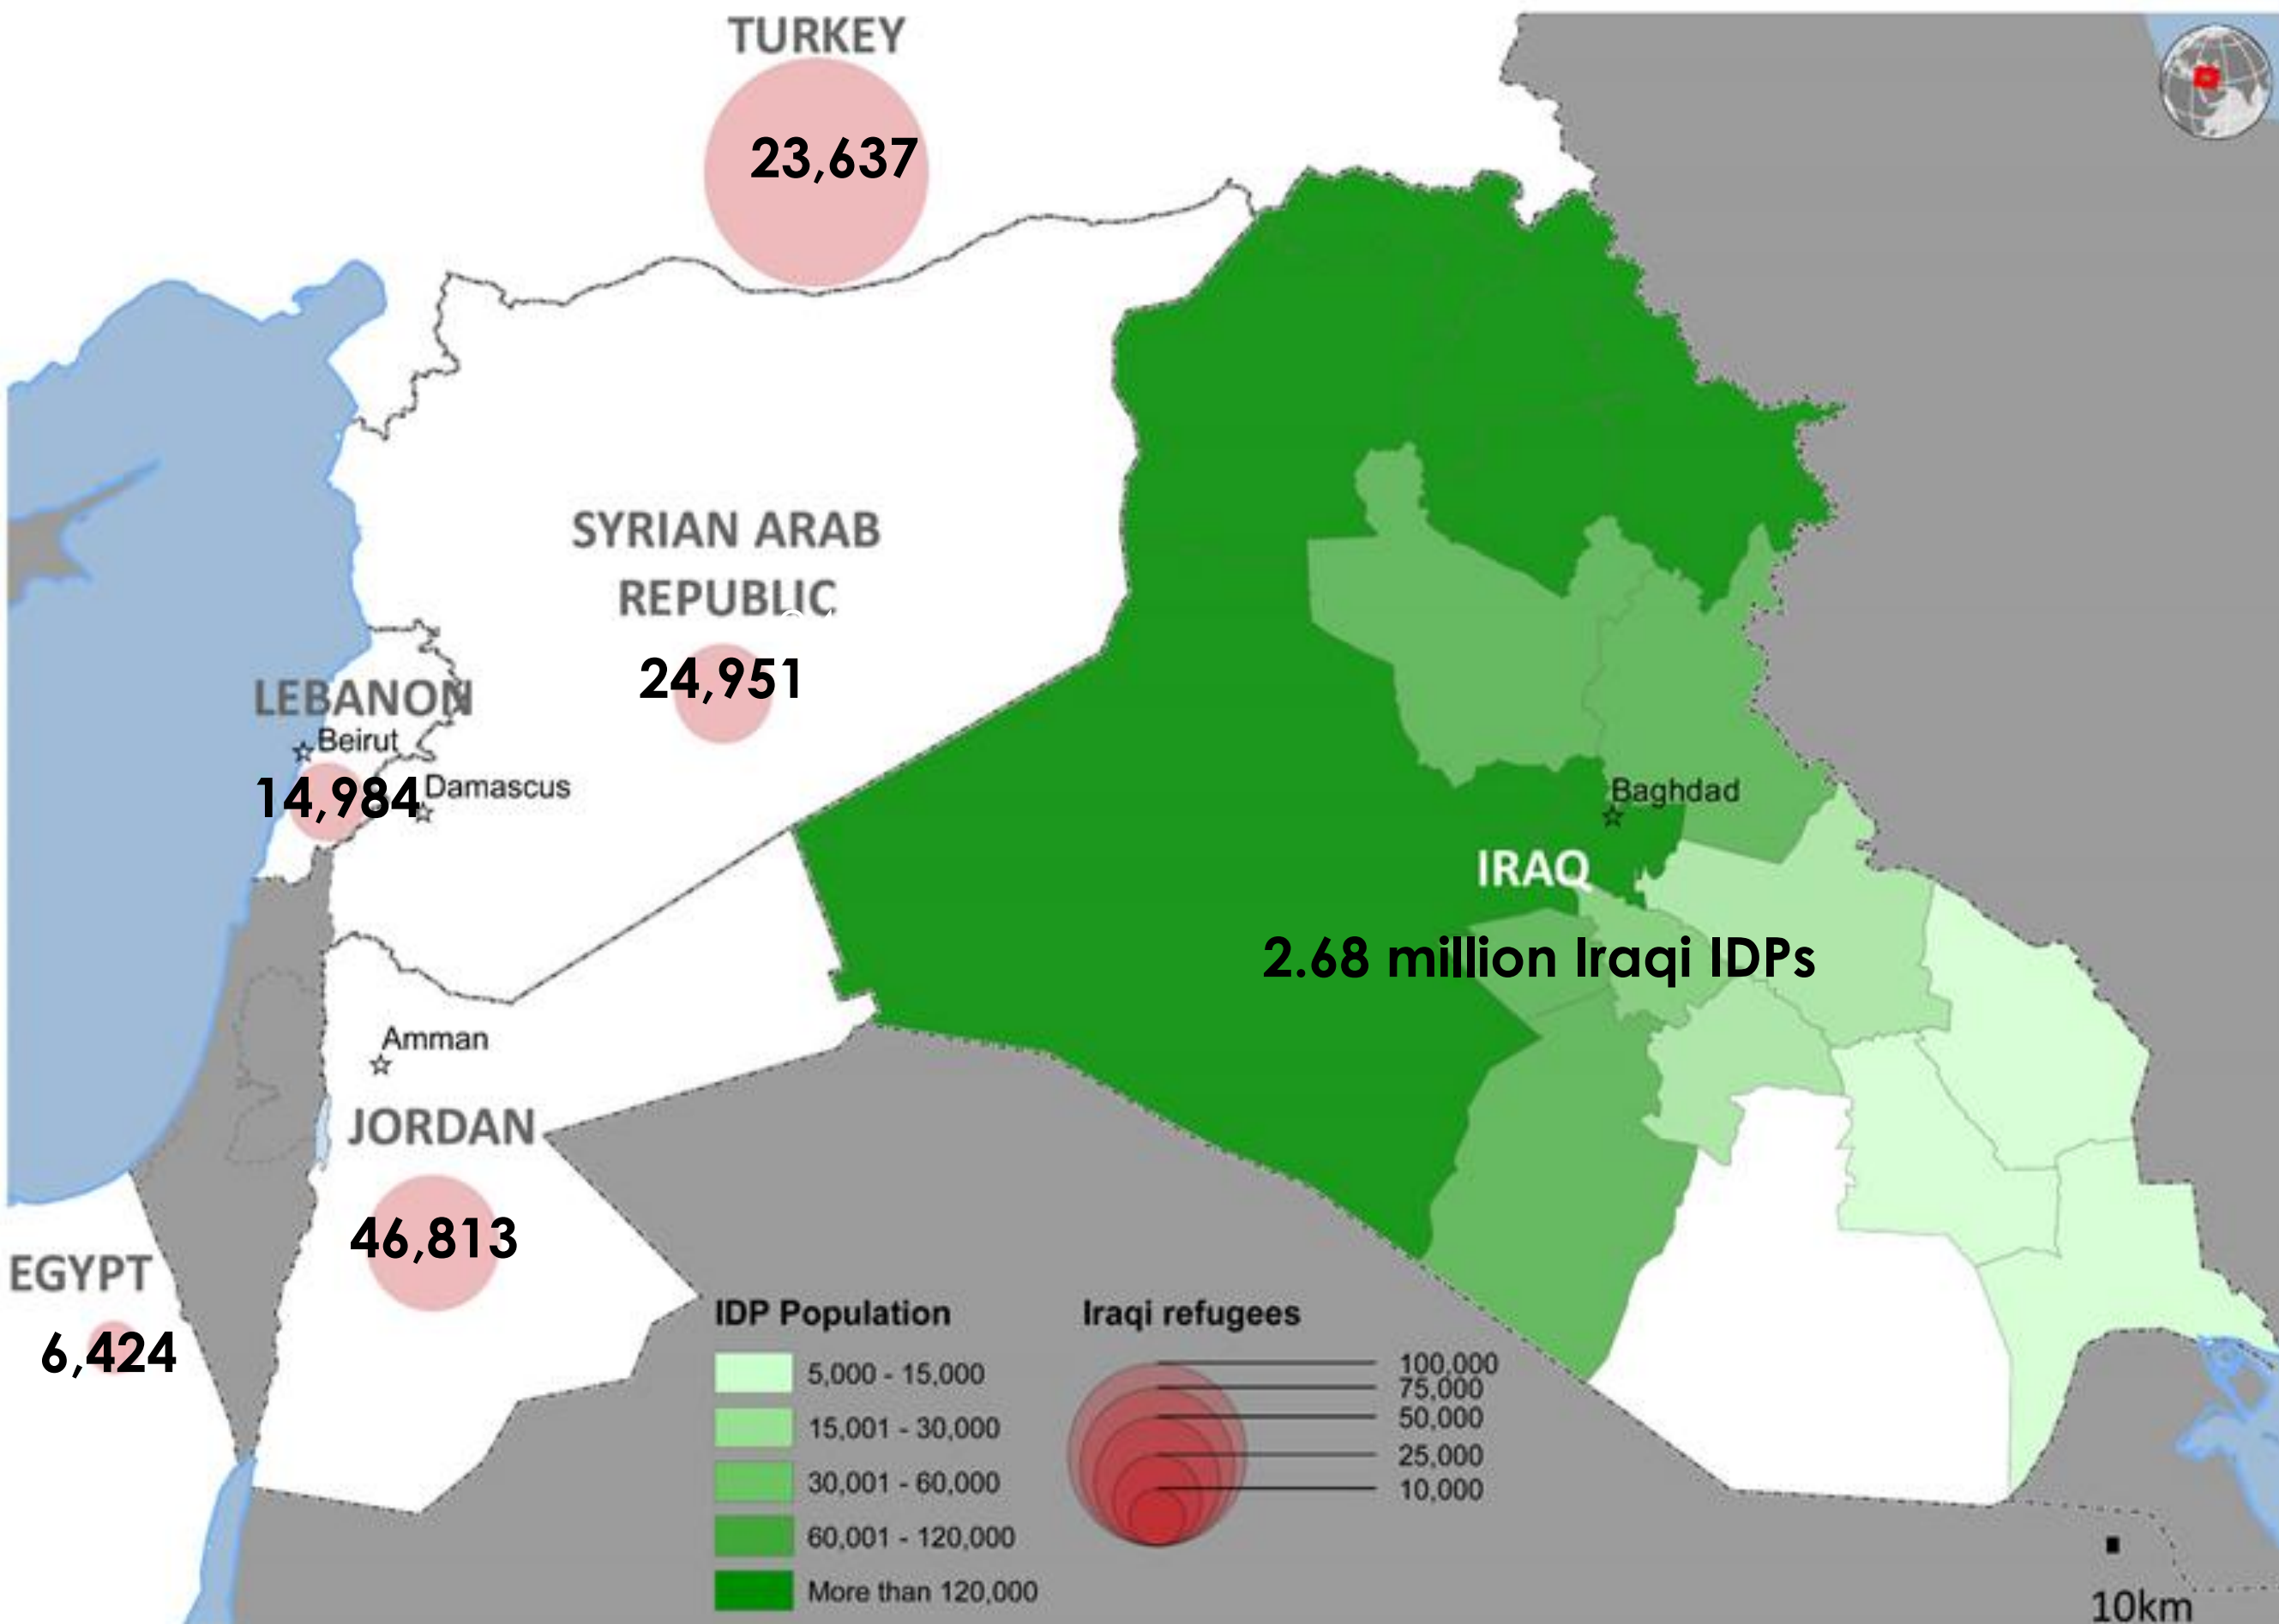 TURKEY
23,637
SYRIAN ARAB
REPUBLIC
24,951
LEBANON
Beirut
14,984
Damascus
Baghdad
IRAQ
2.68 million Iraqi IDPs
Amman
JORDAN
46,813
EGYPT
6,424
IDP Population
5,000 - 15,000
15,001 - 30,000
30,001 - 60,000
60,001 - 120,000
More than 120,000
Iraqi refugees
100,000
75,000
50,000
25,000
10,000
10km